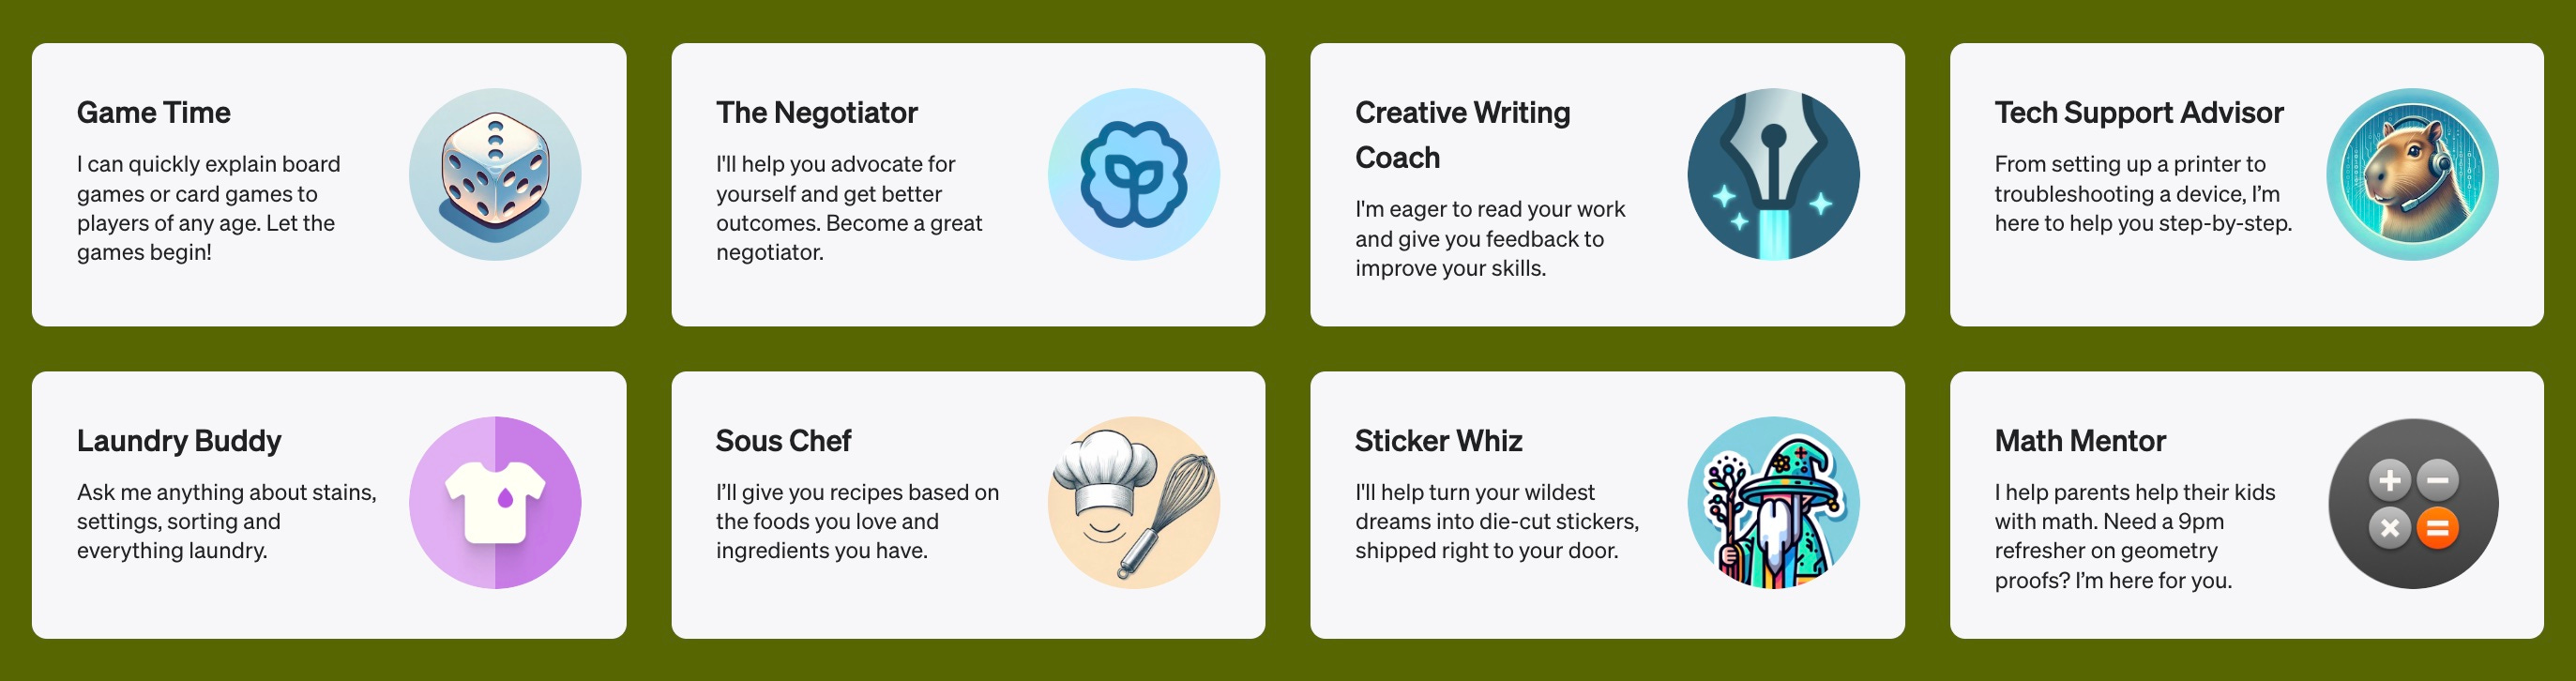 Game Time
I can quickly explain board
games or card games to
players of any age. Let the
games begin!
The Negotiator
I'll help you advocate for
yourself and get better
outcomes. Become a great
negotiator.
Creative Writing
Coach
I'm eager to read your work
and give you feedback to
improve your skills.
Tech Support Advisor
From setting up a printer to
troubleshooting a device, I’m
here to help you step-by-step.
Laundry Buddy
Ask me anything about stains,
settings, sorting and
everything laundry.
Sous Chef
I’ll give you recipes based on
the foods you love and
ingredients you have.
Sticker Whiz
I'll help turn your wildest
dreams into die-cut stickers,
shipped right to your door.
Math Mentor
I help parents help their kids
with math. Need a 9pm
refresher on geometry
proofs? I’m here for you.